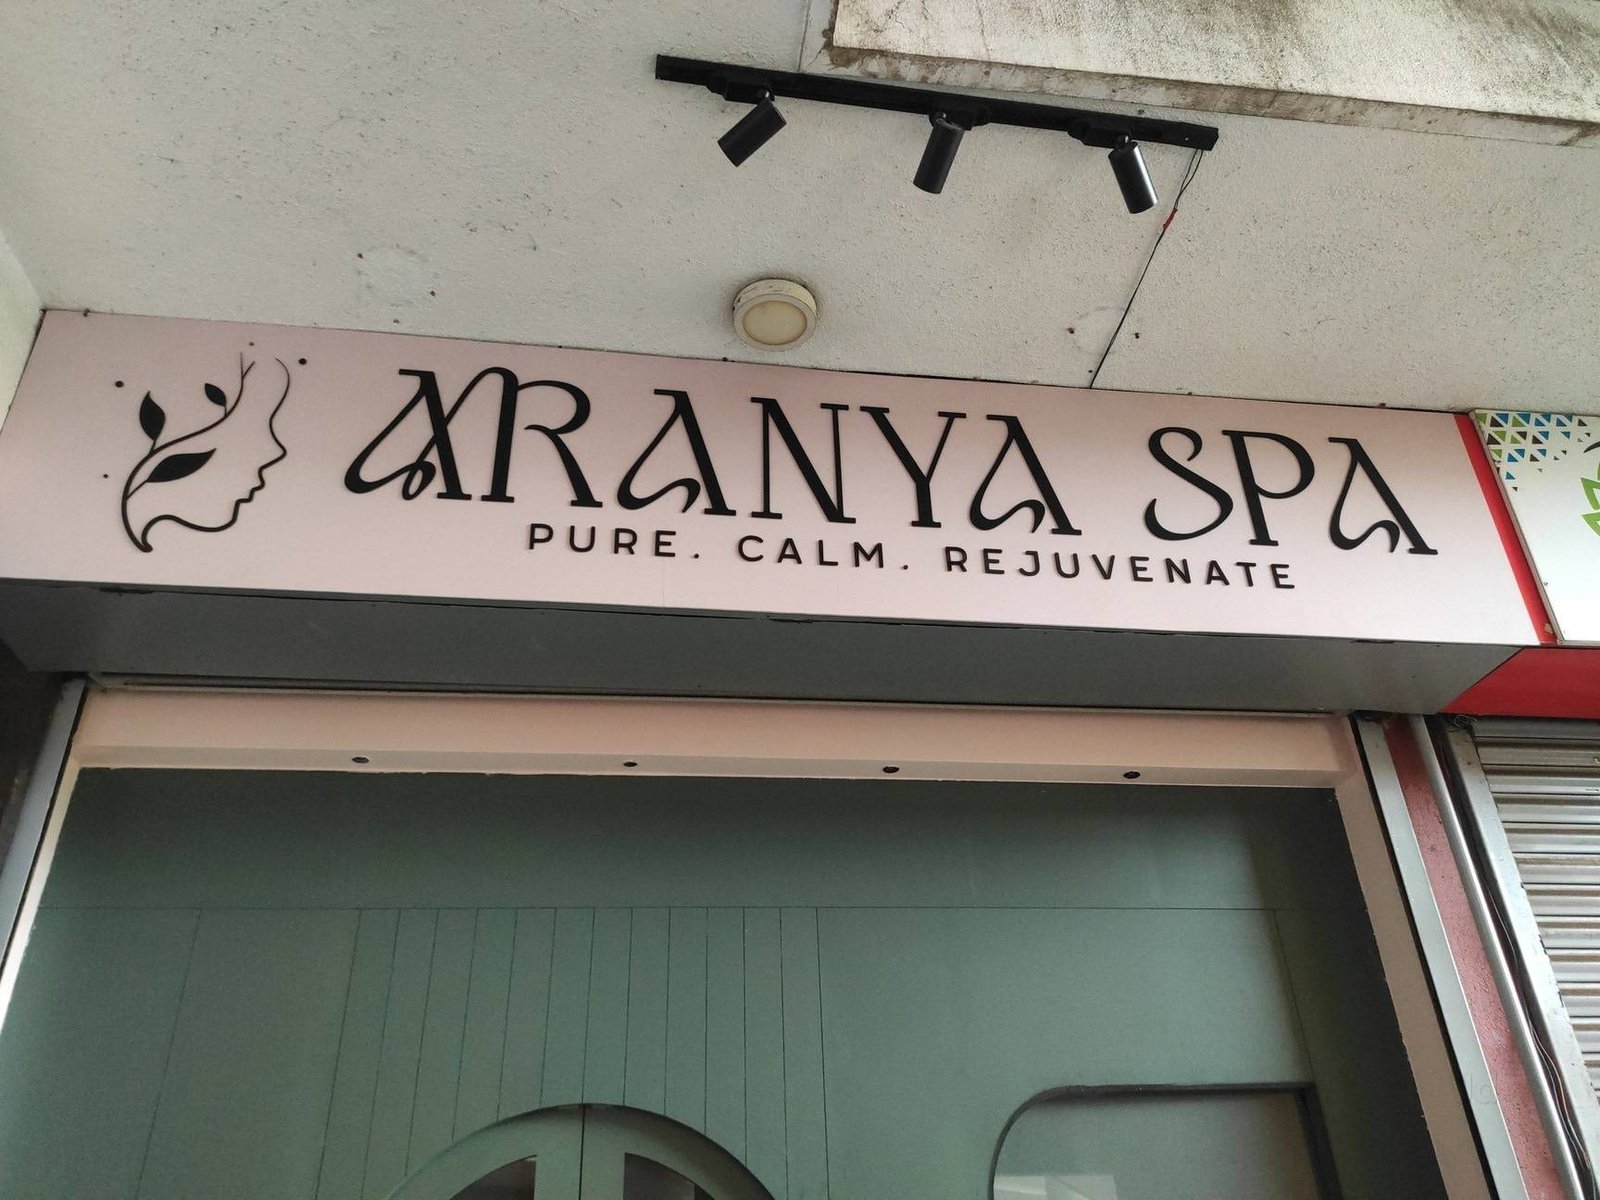 ARANYA SPA
PURE. CALM. REJUVENATE